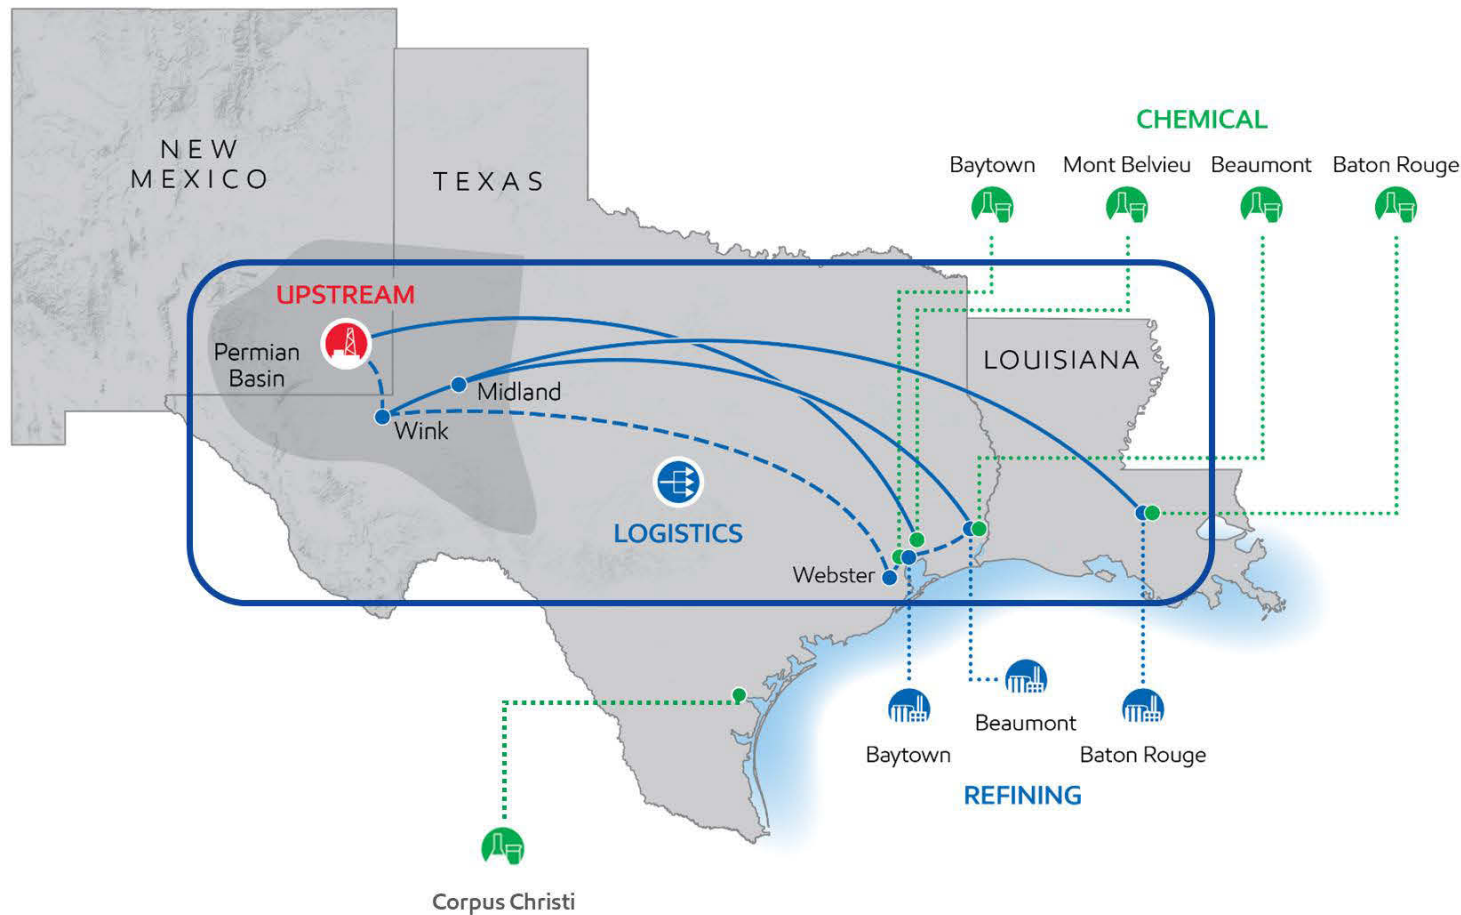 CHEMICAL
Baytown
Mont Belvieu
Beaumont
Baton Rouge
NEW
MEXICO
TEXAS
UPSTREAM
Permian
Basin
Midland
Wink
LOUISIANA
LOGISTICS
Webster
Baytown
Beaumont
Baton Rouge
REFINING
Corpus Christi